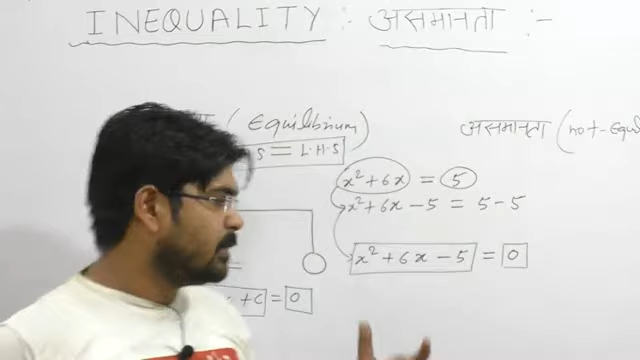 INEQUALITY : असमानता :-
(Equilibrium)
असमानता (not-Equ
S = L.H.S
x² + 6x = 5
x² + 6x - 5 = 5 - 5
x² + 6x - 5 = 0
+ c = 0